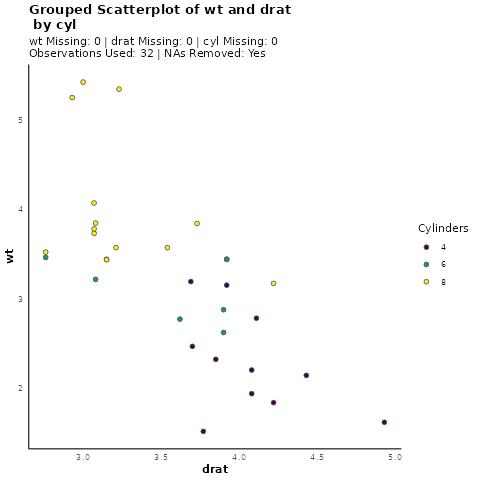 Grouped Scatterplot of wt and drat
by cyl
wt Missing: 0 | drat Missing: 0 | cyl Missing: 0
Observations Used: 32 | NAs Removed: Yes
5
4
3
2
wt
3.0 3.5 4.0 4.5 5.0
drat
Cylinders
4
6
8